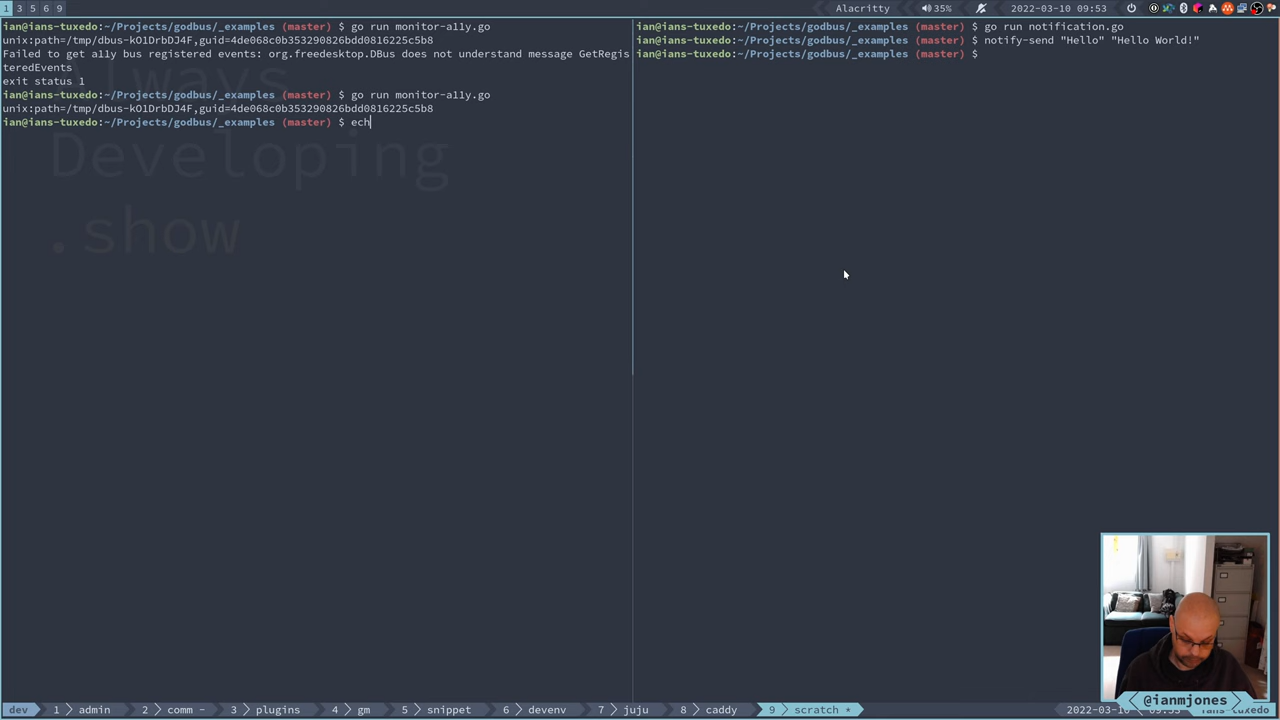 1 3 5 6 9
Alacritty 35% 2022-03-10 09:53
ian@ians-tuxedo:~/Projects/godbus/_examples (master) $ go run monitor-ally.go
unix:path=/tmp/dbus-kO1DrbDJ4F,guid=4de068c0b353290826bdd0816225c5b8
Failed to get ally bus registered events: org.freedesktop.DBus does not understand message GetRegis
teredEvents
exit status 1
ian@ians-tuxedo:~/Projects/godbus/_examples (master) $ go run monitor-ally.go
unix:path=/tmp/dbus-kO1DrbDJ4F,guid=4de068c0b353290826bdd0816225c5b8
ian@ians-tuxedo:~/Projects/godbus/_examples (master) $ ech
ian@ians-tuxedo:~/Projects/godbus/_examples (master) $ go run notification.go
ian@ians-tuxedo:~/Projects/godbus/_examples (master) $ notify-send "Hello" "Hello World!"
ian@ians-tuxedo:~/Projects/godbus/_examples (master) $
Always
Developing
.show
@ianmjones
dev 1 admin 2 comm - 3 plugins 4 gm 5 snippet 6 devenv 7 juju 8 caddy 9 scratch *